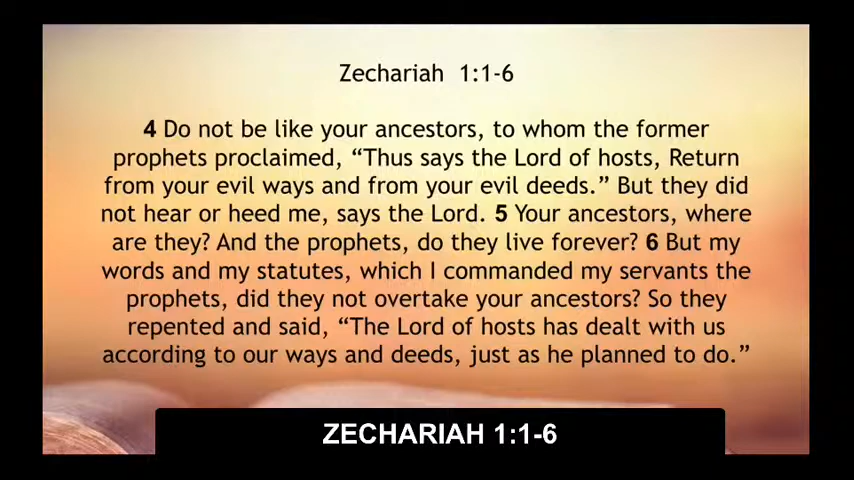 Zechariah 1:1-6
4 Do not be like your ancestors, to whom the former
prophets proclaimed, “Thus says the Lord of hosts, Return
from your evil ways and from your evil deeds.” But they did
not hear or heed me, says the Lord. 5 Your ancestors, where
are they? And the prophets, do they live forever? 6 But my
words and my statutes, which I commanded my servants the
prophets, did they not overtake your ancestors? So they
repented and said, “The Lord of hosts has dealt with us
according to our ways and deeds, just as he planned to do.”
ZECHARIAH 1:1-6